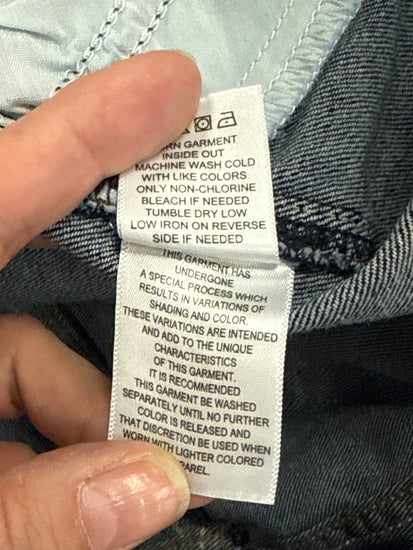 GARMENT
INSIDE OUT
MACHINE WASH COLD
WITH LIKE COLORS
ONLY NON-CHLORINE
BLEACH IF NEEDED
TUMBLE DRY LOW
LOW IRON ON REVERSE
SIDE IF NEEDED
THIS GARMENT HAS
UNDERGONE
A SPECIAL PROCESS WHICH
RESULTS IN VARIATIONS OF
SHADING AND COLOR.
THESE VARIATIONS ARE INTENDED
AND ADD TO THE UNIQUE
CHARACTERISTICS
OF THIS GARMENT.
IT IS RECOMMENDED
THIS GARMENT BE WASHED
SEPARATELY UNTIL NO FURTHER
COLOR IS RELEASED AND
THAT DISCRETION BE USED WHEN
WORN WITH LIGHTER COLORED